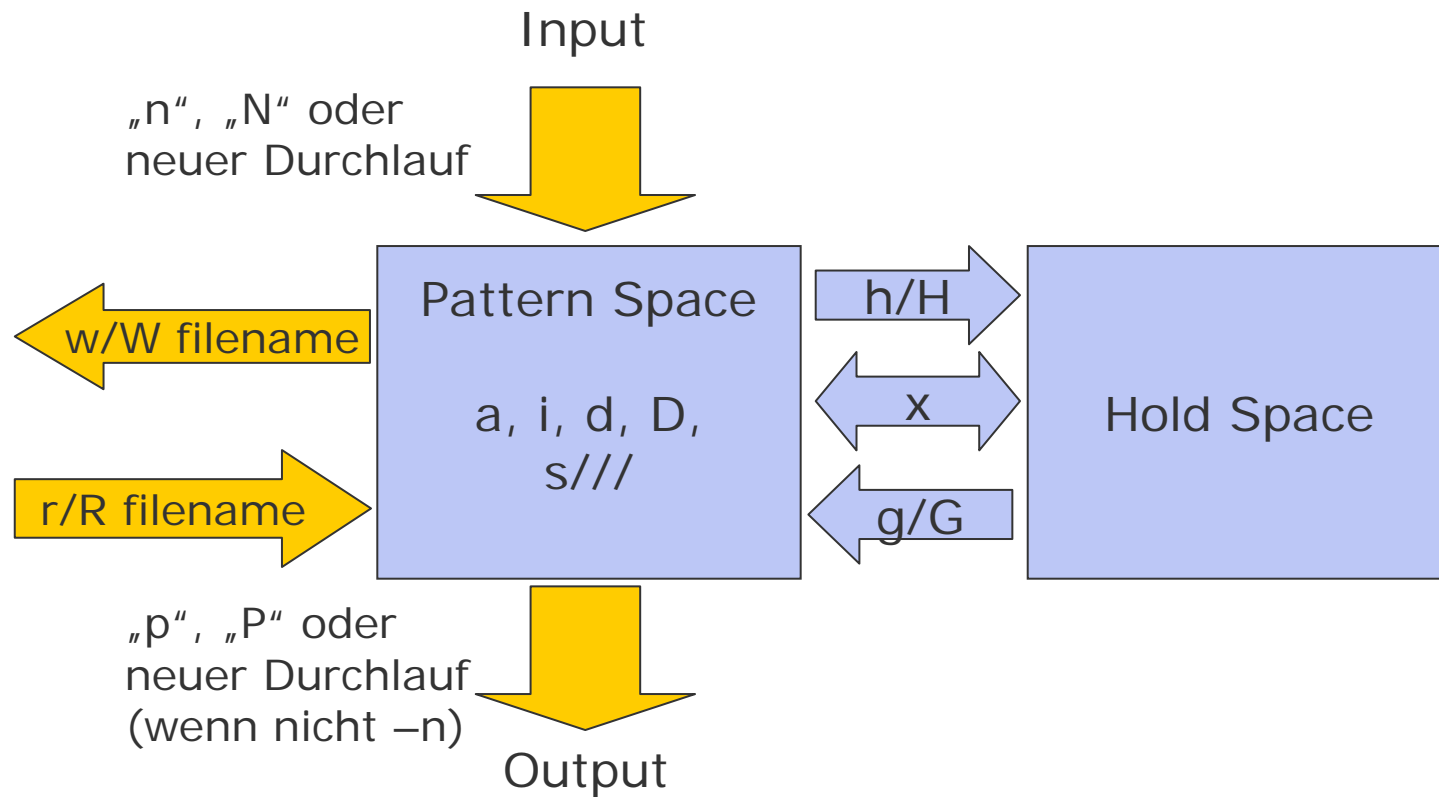 Input
„n“, „N“ oder
neuer Durchlauf
Pattern Space
a, i, d, D,
s///
w/W filename
r/R filename
h/H
x
g/G
Hold Space
„p“, „P“ oder
neuer Durchlauf
(wenn nicht –n)
Output